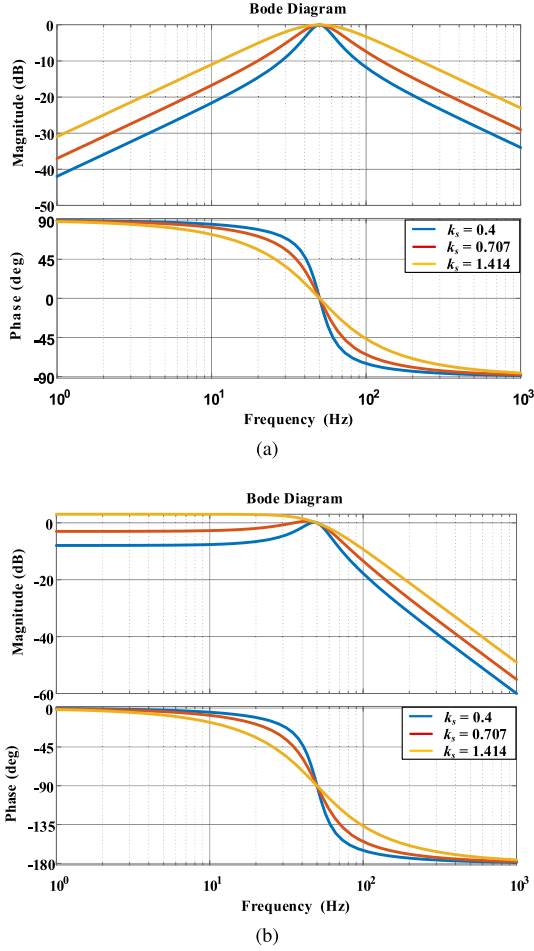 Bode Diagram
Magnitude (dB)
0
-10
-20
-30
-40
-50
Phase (deg)
90
45
0
-45
-90
k_s = 0.4
k_s = 0.707
k_s = 1.414
10^0 10^1 10^2 10^3
Frequency (Hz)
(a)
Bode Diagram
Magnitude (dB)
0
-20
-40
-60
Phase (deg)
0
-45
-90
-135
-180
k_s = 0.4
k_s = 0.707
k_s = 1.414
10^0 10^1 10^2 10^3
Frequency (Hz)
(b)